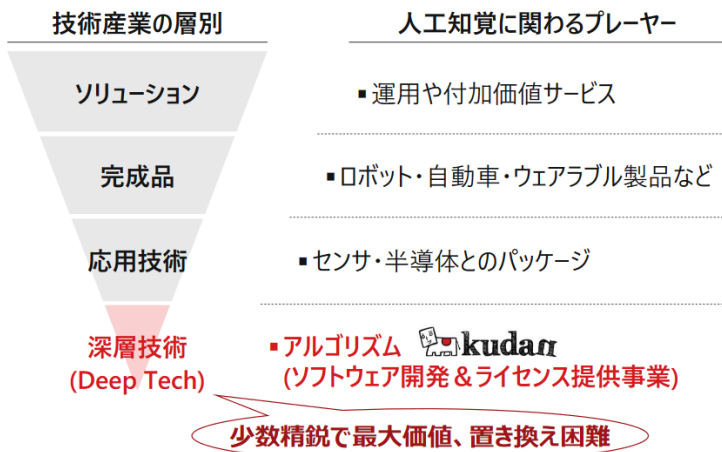 技術産業の層別
人工知覚に関わるプレーヤー
ソリューション
▪運用や付加価値サービス
完成品
▪ロボット・自動車・ウェアラブル製品など
応用技術
▪センサ・半導体とのパッケージ
深層技術
(Deep Tech)
▪アルゴリズム kudan
(ソフトウェア開発&ライセンス提供事業)
少数精鋭で最大価値、置き換え困難